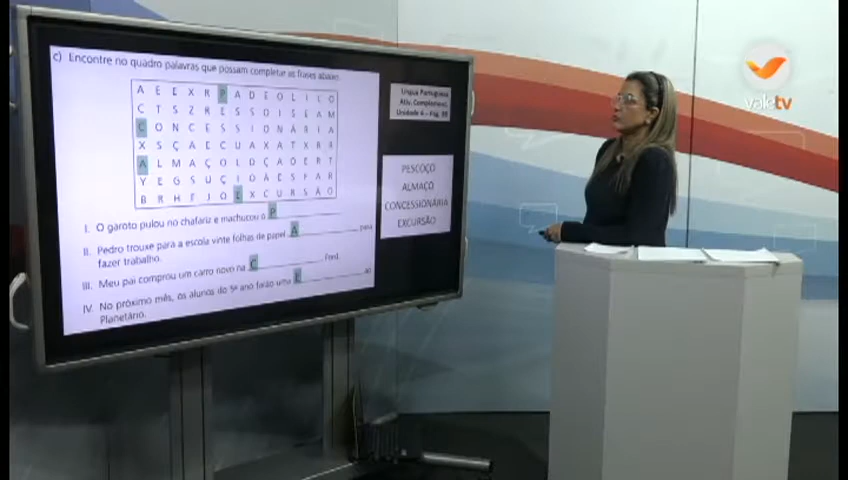 c) Encontre no quadro palavras que possam completar as frases abaixo.
A E E X R P A D E O L I C O
C T S Z R E S S O I S E A M
C O N C E S S I O N Á R I A
X S Ç A E C U A X A T X R R
A L M A Ç O L O Ç A O E R T
Y E G S U Ç I O A E S F A R
B R H E J O E X C U R S Ã O
I. O garoto pulou no chafariz e machucou o P
II. Pedro trouxe para a escola vinte folhas de papel A para
fazer trabalho.
III. Meu pai comprou um carro novo na C Ford.
IV. No próximo mês, os alunos do 5º ano farão uma E ao
Planetário.
Língua Portuguesa
Ativ. Complement.
Unidade 4 – Pág.
PESCOÇO
ALMAÇO
CONCESSIONÁRIA
EXCURSÃO
valetv